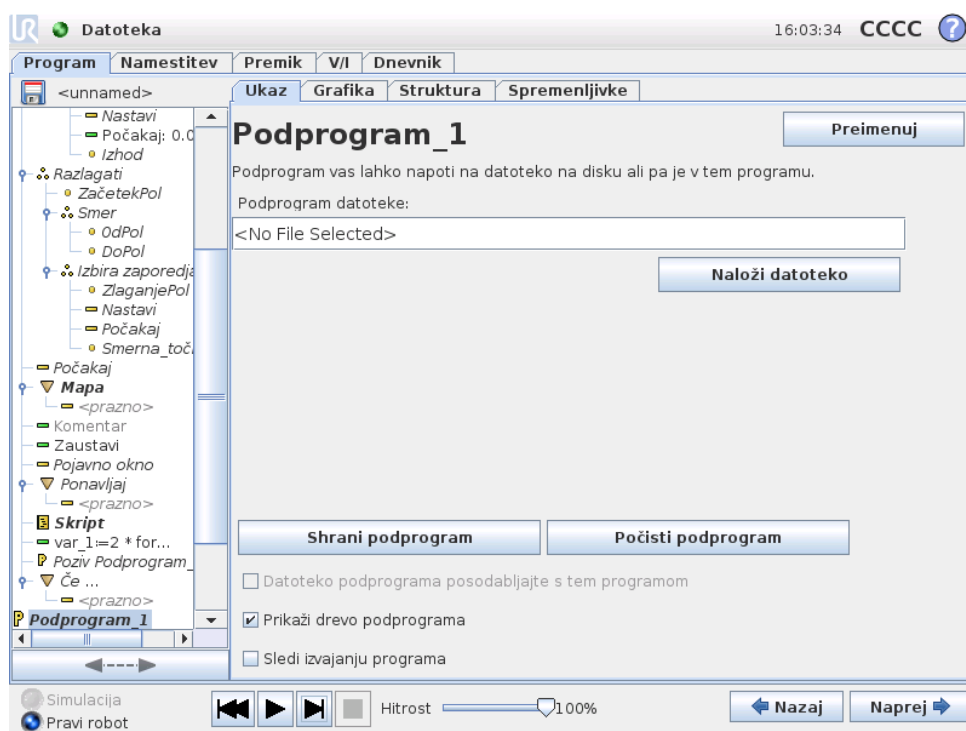 UR Datoteka 16:03:34 CCCC ?
Program Namestitev Premik V/I Dnevnik
<unnamed>
Ukaz Grafika Struktura Spremenljivke
Nastavi
Počakaj: 0.0
Izhod
Razlagati
ZačetekPol
Smer
OdPol
DoPol
Izbira zaporedja
ZlaganjePol
Nastavi
Počakaj
Smerna_toč
Počakaj
Mapa
<prazno>
Komentar
Zaustavi
Pojavno okno
Ponavljaj
<prazno>
Skript
var_1:=2 * for...
Poziv Podprogram_
Če ...
<prazno>
Podprogram_1
Podprogram_1
Preimenuj
Podprogram vas lahko napoti na datoteko na disku ali pa je v tem programu.
Podprogram datoteke:
<No File Selected>
Naloži datoteko
Shrani podprogram Počisti podprogram
Datoteko podprograma posodabljajte s tem programom
Prikaži drevo podprograma
Sledi izvajanju programa
Simulacija
Pravi robot
Hitrost 100%
Nazaj Naprej